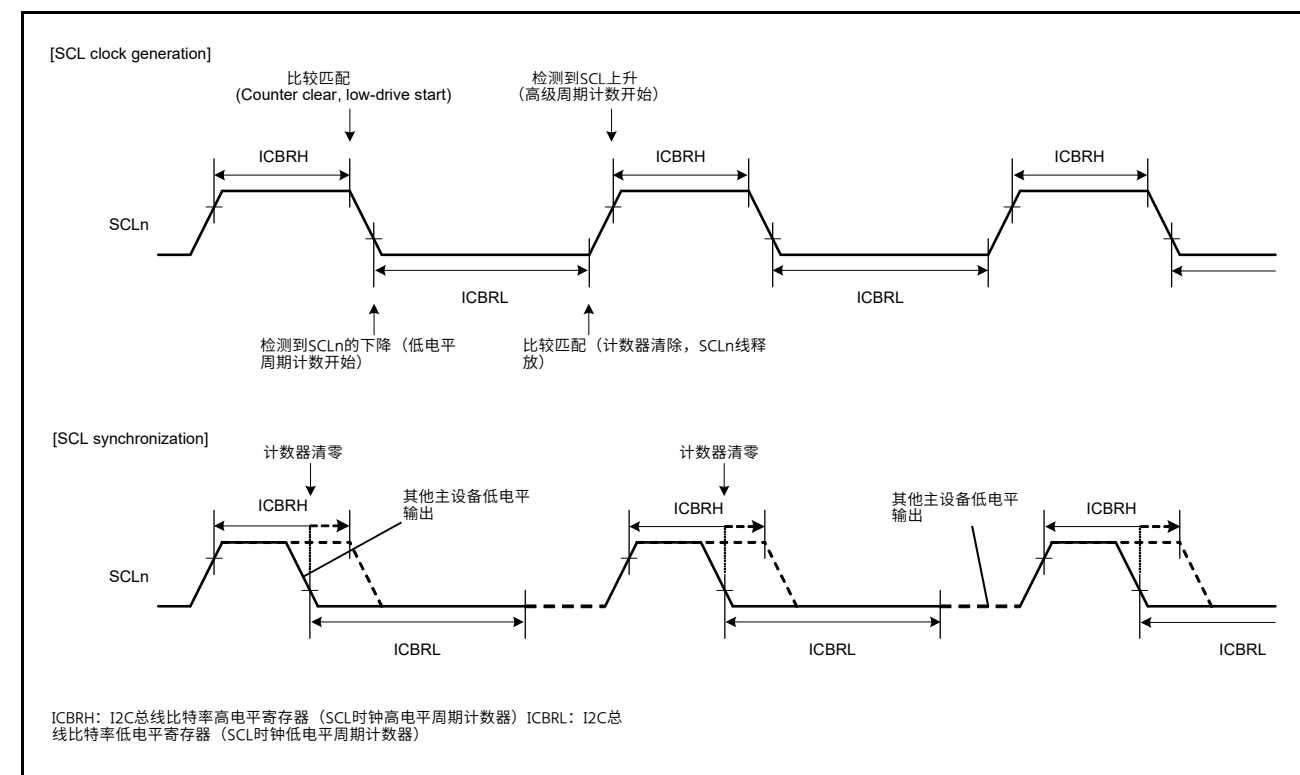 [SCL clock generation]
比较匹配
(Counter clear, low-drive start)
检测到SCL上升
（高级周期计数开始）
ICBRH
ICBRH
ICBRH
SCLn
ICBRL
ICBRL
检测到SCLn的下降（低电平
周期计数开始）
比较匹配（计数器清除，SCLn线释
放）
[SCL synchronization]
计数器清零
计数器清零
ICBRH
其他主设备低电平
输出
ICBRH
其他主设备低电平
输出
ICBRH
SCLn
ICBRL
ICBRL
ICBRL
ICBRH：I2C总线比特率高电平寄存器（SCL时钟高电平周期计数器）ICBRL：I2C总
线比特率低电平寄存器（SCL时钟低电平周期计数器）